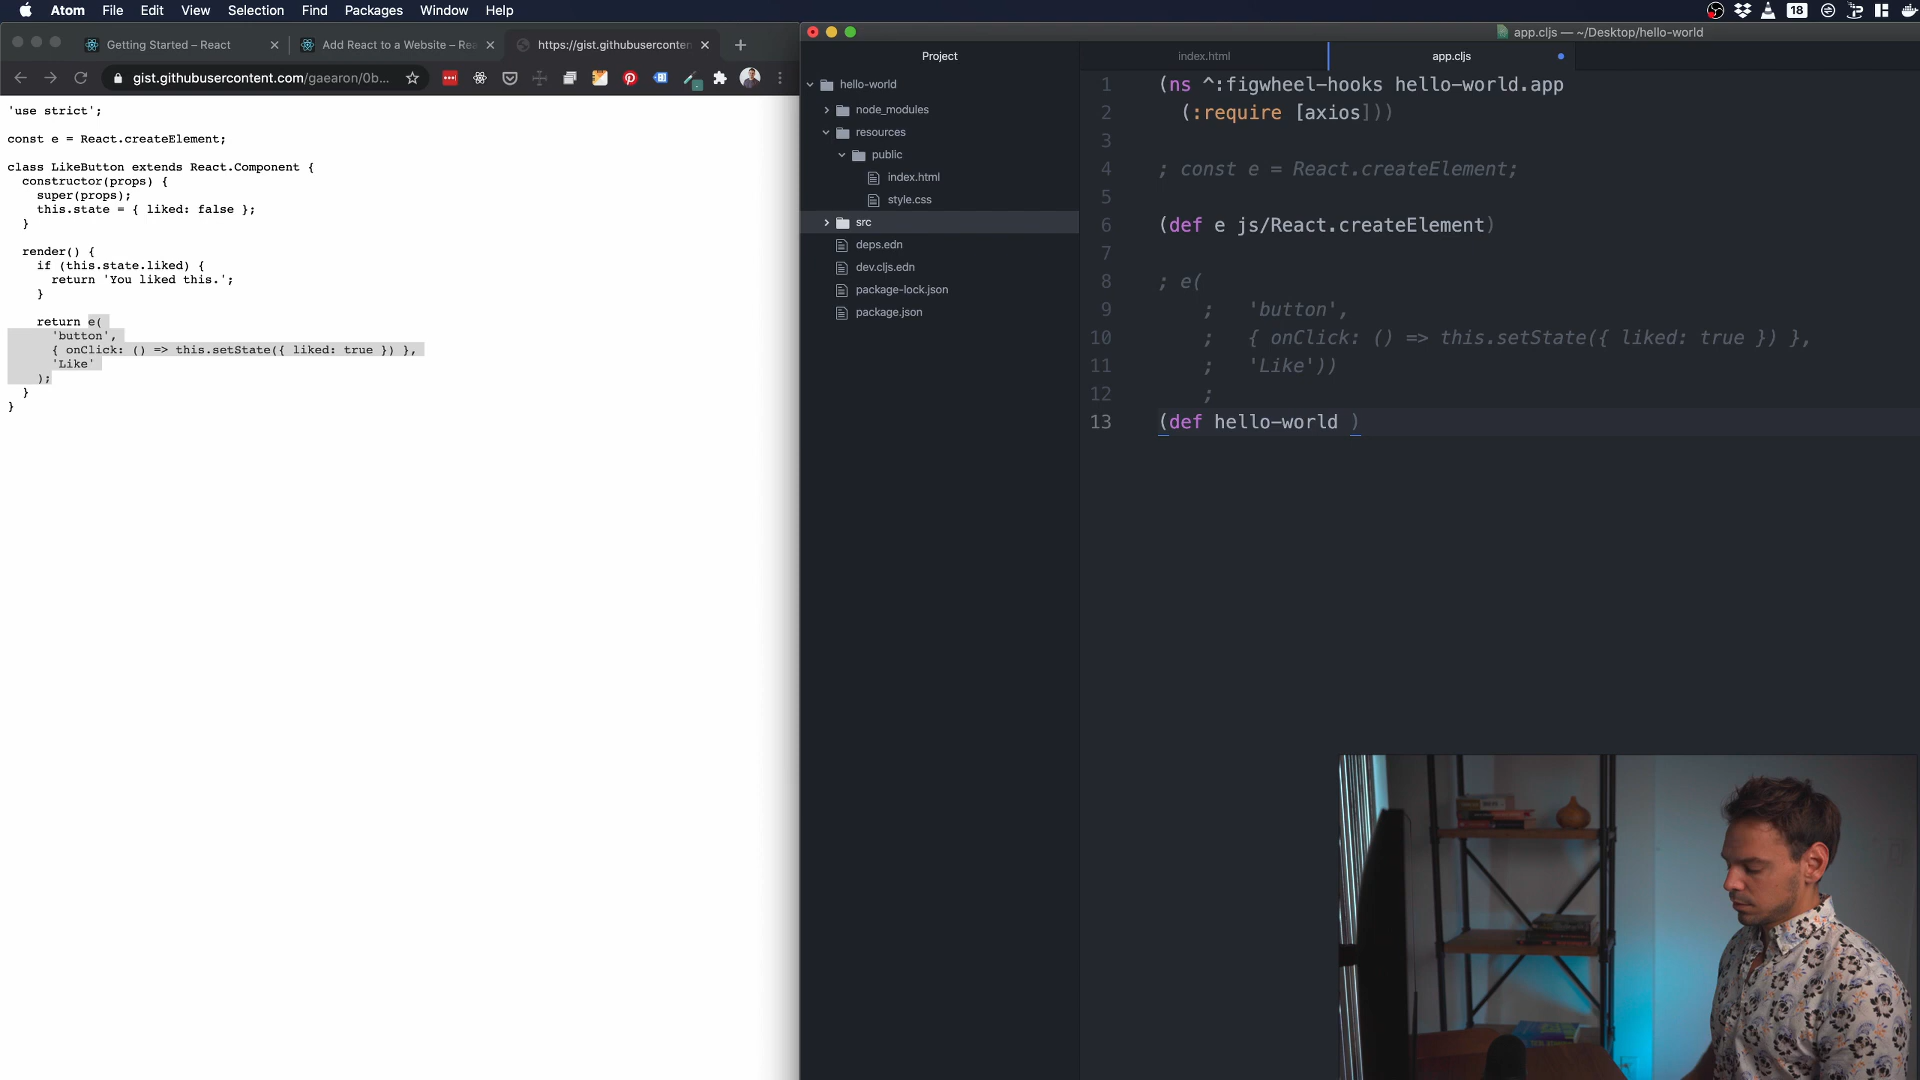 Atom File Edit View Selection Find Packages Window Help
18
Getting Started – React
Add React to a Website – Rea
https://gist.githubusercontent
gist.githubusercontent.com/gaearon/0b...
'use strict';
const e = React.createElement;
class LikeButton extends React.Component {
constructor(props) {
super(props);
this.state = { liked: false };
}
render() {
if (this.state.liked) {
return 'You liked this.';
}
return e(
'button',
{ onClick: () => this.setState({ liked: true }) },
'Like'
);
}
}
app.cljs — ~/Desktop/hello-world
Project
hello-world
node_modules
resources
public
index.html
style.css
src
deps.edn
dev.cljs.edn
package-lock.json
package.json
index.html
app.cljs
1 (ns ^:figwheel-hooks hello-world.app
2 (:require [axios]))
3
4 ; const e = React.createElement;
5
6 (def e js/React.createElement)
7
8 ; e(
9 ; 'button',
10 ; { onClick: () => this.setState({ liked: true }) },
11 ; 'Like'))
12 ;
13 (def hello-world )